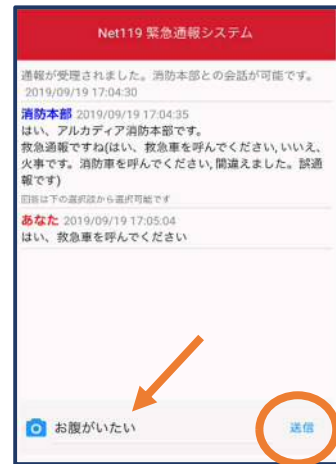 Net119 緊急通報システム
通報が受理されました。消防本部との会話が可能です。
2019/09/19 17:04:30
消防本部 2019/09/19 17:04:35
はい、アルカディア消防本部です。
救急通報ですね(はい、救急車を呼んでください, いいえ、
火事です。消防車を呼んでください, 間違えました。誤通
報です)
回答は下の選択肢から選択可能です
あなた 2019/09/19 17:05:04
はい、救急車を呼んでください
お腹がいたい
送信